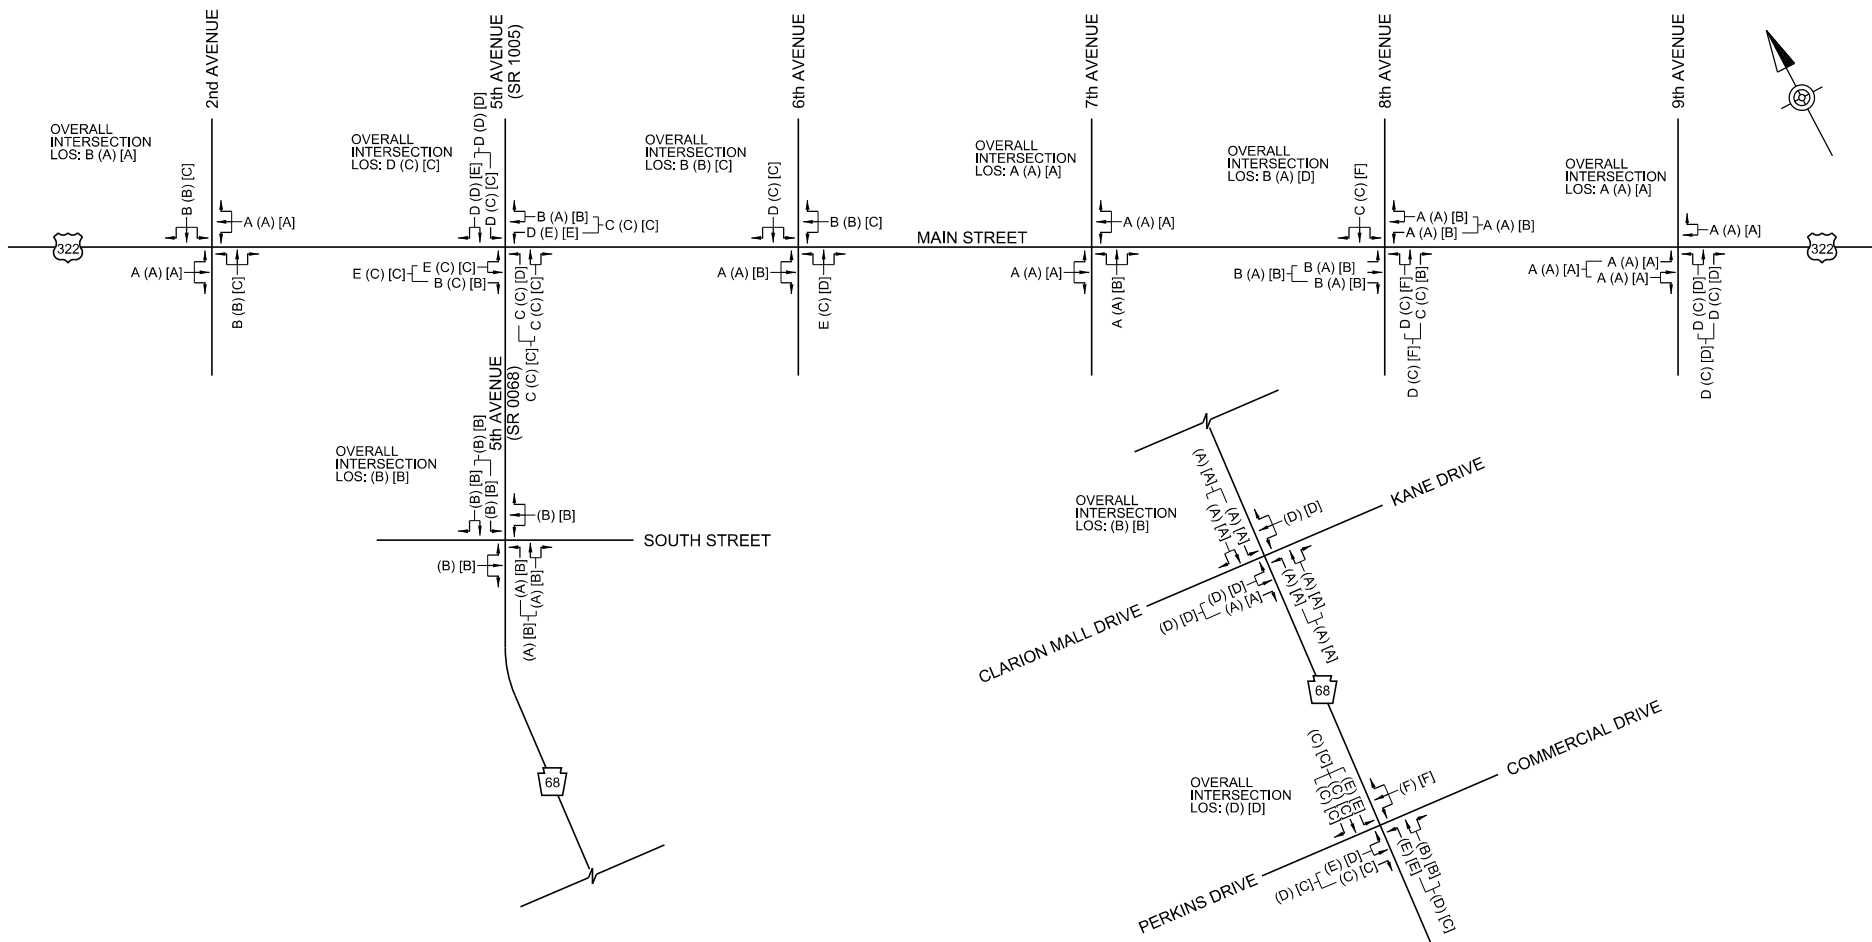 2nd AVENUE
5th AVENUE
(SR 1005)
6th AVENUE
7th AVENUE
8th AVENUE
9th AVENUE
OVERALL
INTERSECTION
LOS: B (A) [A]
B (B) [C]
A (A) [A]
A (A) [A]
B (B) [C]
OVERALL
INTERSECTION
LOS: D (C) [C]
D (D) [E]
D (C) [C]
D (D) [D]
B (A) [B]
D (E) [E]
C (C) [C]
E (C) [C]
E (C) [C]
B (C) [B]
C (C) [D]
C (C) [C]
C (C) [C]
OVERALL
INTERSECTION
LOS: B (B) [C]
D (C) [C]
B (B) [C]
A (A) [B]
E (C) [D]
OVERALL
INTERSECTION
LOS: A (A) [A]
A (A) [A]
A (A) [A]
A (A) [B]
OVERALL
INTERSECTION
LOS: B (A) [D]
C (C) [F]
A (A) [B]
A (A) [B]
A (A) [B]
B (A) [B]
B (A) [B]
B (A) [B]
D (C) [F]
C (C) [B]
D (C) [F]
OVERALL
INTERSECTION
LOS: A (A) [A]
A (A) [A]
A (A) [A]
A (A) [A]
A (A) [A]
D (C) [D]
D (C) [D]
D (C) [D]
322
MAIN STREET
322
5th AVENUE
(SR 0068)
OVERALL
INTERSECTION
LOS: (B) [B]
(B) [B]
(B) [B]
(B) [B]
(B) [B]
(B) [B]
(A) [B]
(A) [B]
(A) [B]
SOUTH STREET
68
OVERALL
INTERSECTION
LOS: (B) [B]
(A) [A]
(A) [A]
(A) [A]
(D) [D]
(D) [D]
(D) [D]
(A) [A]
(A) [A]
(A) [A]
(A) [A]
KANE DRIVE
CLARION MALL DRIVE
68
OVERALL
INTERSECTION
LOS: (D) [D]
(C) [C]
(E) [E]
(C) [C]
(C) [C]
(F) [F]
(D) [C]
(E) [D]
(C) [C]
(B) [B]
(E) [E]
(D) [C]
COMMERCIAL DRIVE
PERKINS DRIVE